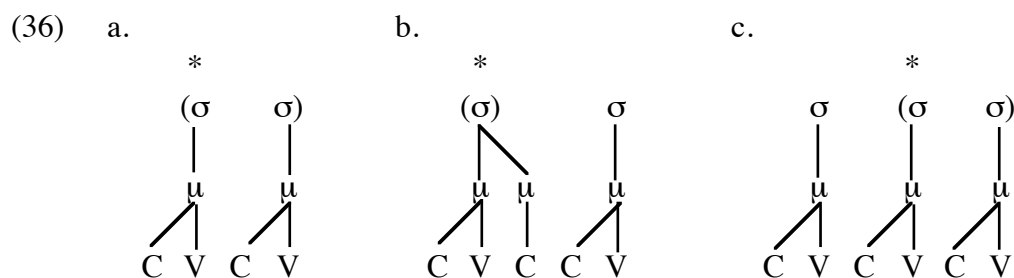 (36) a. b. c.
* * *
(σ σ) (σ) σ σ (σ σ)
μ μ μ μ μ μ μ μ
C V C V C V C C V C V C V C V